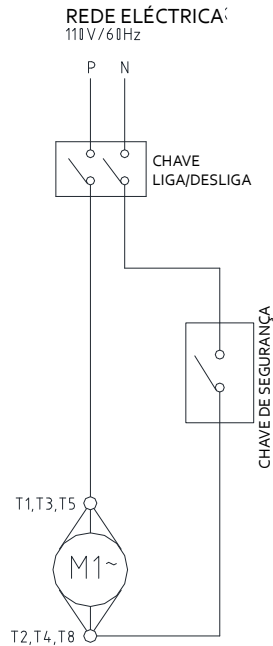 REDE ELÉCTRICA
110V/60Hz
P N
CHAVE
LIGA/DESLIGA
CHAVE DE SEGURANÇA
T1,T3,T5
M1~
T2,T4,T8